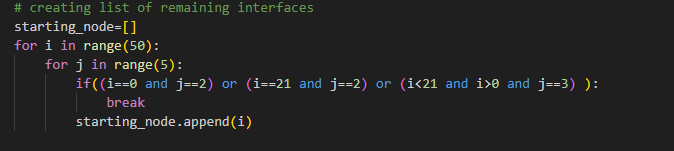 # creating list of remaining interfaces
starting_node=[]
for i in range(50):
    for j in range(5):
        if((i==0 and j==2) or (i==21 and j==2) or (i<21 and i>0 and j==3) ):
            break
        starting_node.append(i)